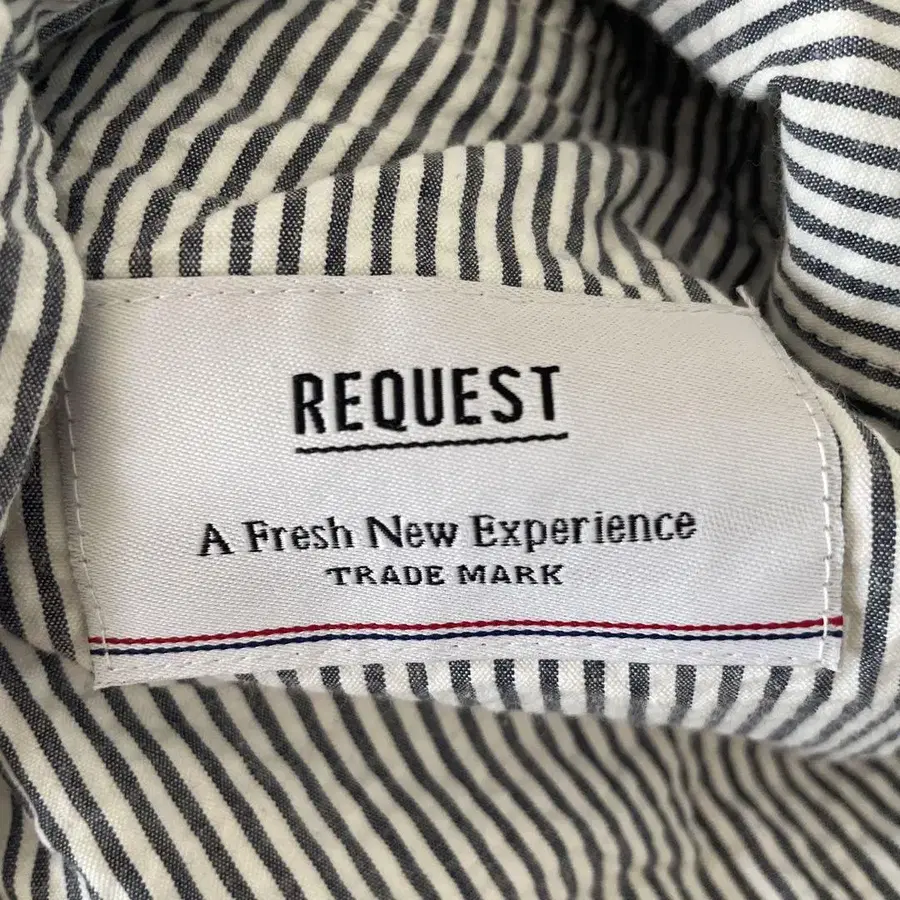 REQUEST
A Fresh New Experience
TRADE MARK